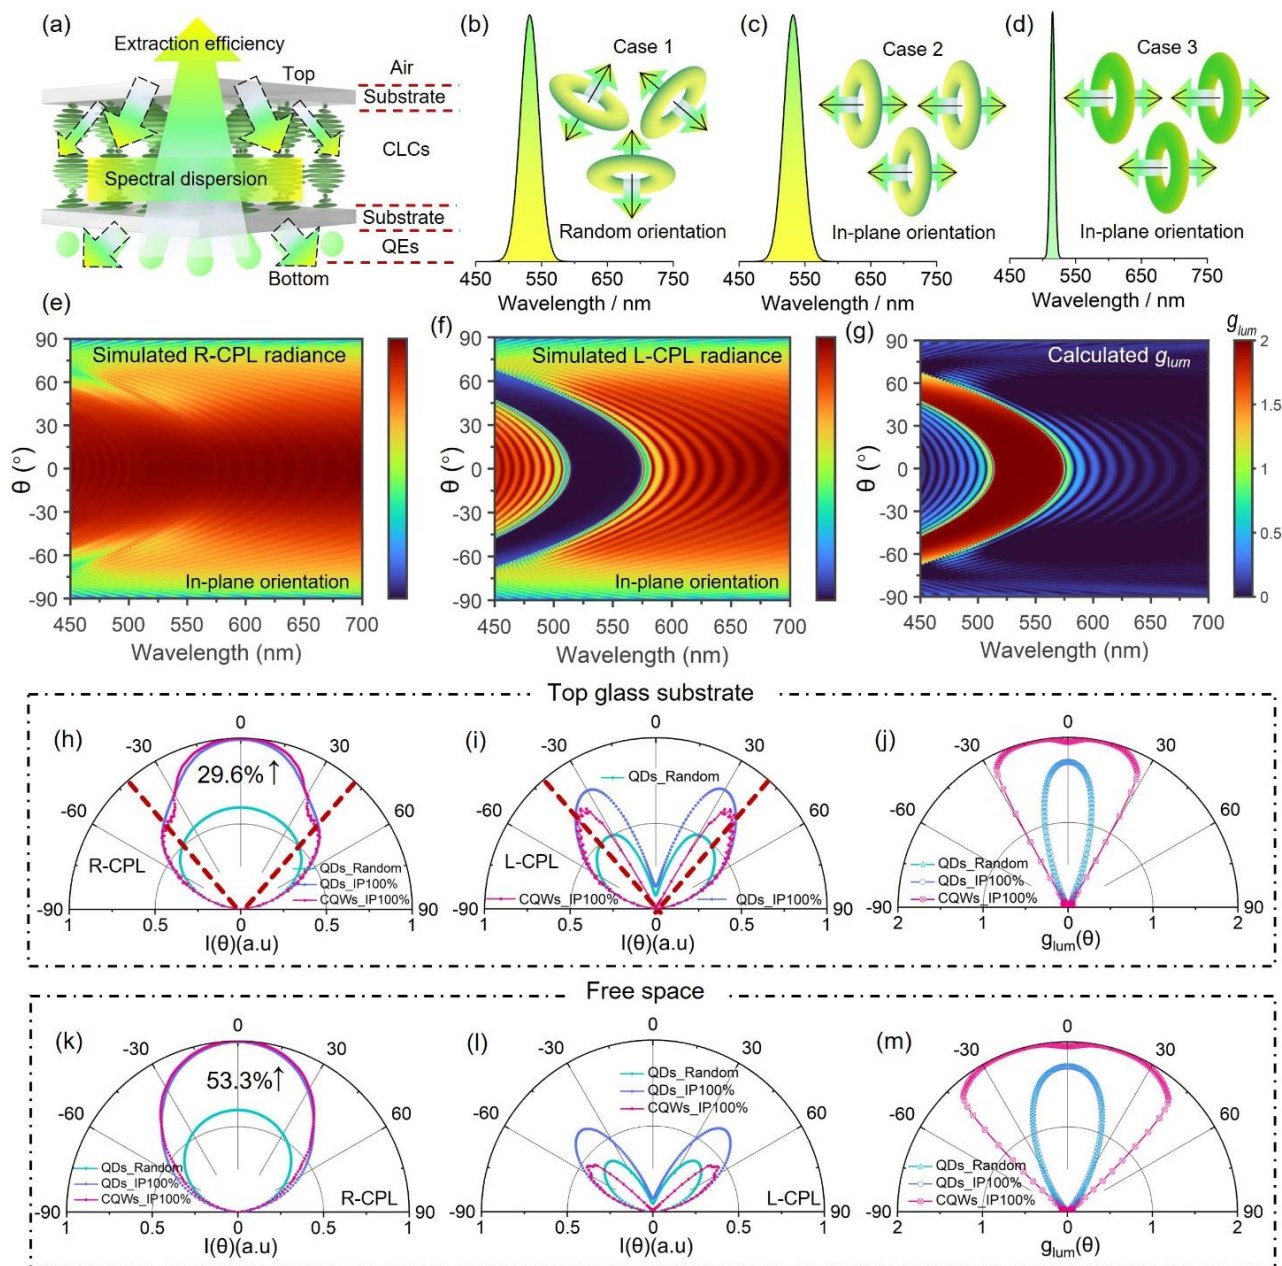 (a)
Extraction efficiency
Top
Air
Substrate
CLCs
Spectral dispersion
Substrate
QEs
Bottom
(b)
Case 1
Random orientation
450 550 650 750
Wavelength / nm
(c)
Case 2
In-plane orientation
450 550 650 750
Wavelength / nm
(d)
Case 3
In-plane orientation
450 550 650 750
Wavelength / nm
(e)
Simulated R-CPL radiance
In-plane orientation
90
60
30
0
-30
-60
-90
θ (°)
450 500 550 600 650 700
Wavelength (nm)
(f)
Simulated L-CPL radiance
In-plane orientation
90
60
30
0
-30
-60
-90
θ (°)
450 500 550 600 650 700
Wavelength (nm)
(g)
Calculated glum
glum
2
1
0
90
60
30
0
-30
-60
-90
θ (°)
450 500 550 600 650 700
Wavelength (nm)
Top glass substrate
(h)
0
-30 30
29.6%↑
-60 60
R-CPL
QDs_Random
QDs_IP100%
CQWs_IP100%
-90 90
1 0.5 0 0.5 1
I(θ)(a.u)
(i)
0
-30 30
QDs_Random
-60 60
L-CPL
CQWs_IP100%
QDs_IP100%
-90 90
1 0.5 0 0.5 1
I(θ)(a.u)
(j)
0
-30 30
-60 60
QDs_Random
QDs_IP100%
CQWs_IP100%
-90 90
2 1 0 1 2
glum(θ)
Free space
(k)
0
-30 30
53.3%↑
-60 60
QDs_Random
QDs_IP100%
CQWs_IP100%
R-CPL
-90 90
1 0.5 0 0.5 1
I(θ)(a.u)
(l)
0
-30 30
QDs_Random
QDs_IP100%
CQWs_IP100%
-60 60
L-CPL
-90 90
1 0.5 0 0.5 1
I(θ)(a.u)
(m)
0
-30 30
-60 60
QDs_Random
QDs_IP100%
CQWs_IP100%
-90 90
2 1 0 1 2
glum(θ)